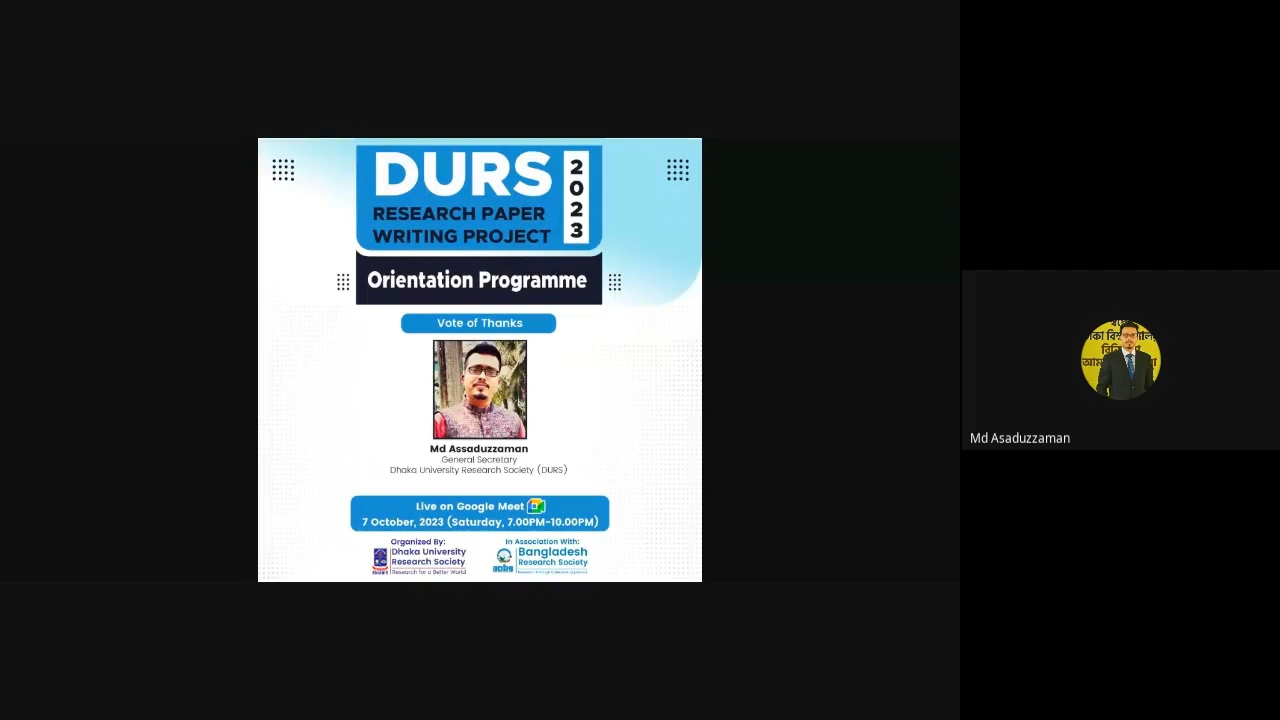 DURS
2023
RESEARCH PAPER
WRITING PROJECT
Orientation Programme
Vote of Thanks
Md Assaduzzaman
General Secretary
Dhaka University Research Society (DURS)
Live on Google Meet
7 October, 2023 (Saturday, 7.00PM-10.00PM)
Organized By:
Dhaka University
Research Society
Research for a Better World
In Association With:
Bangladesh
Research Society
Md Asaduzzaman